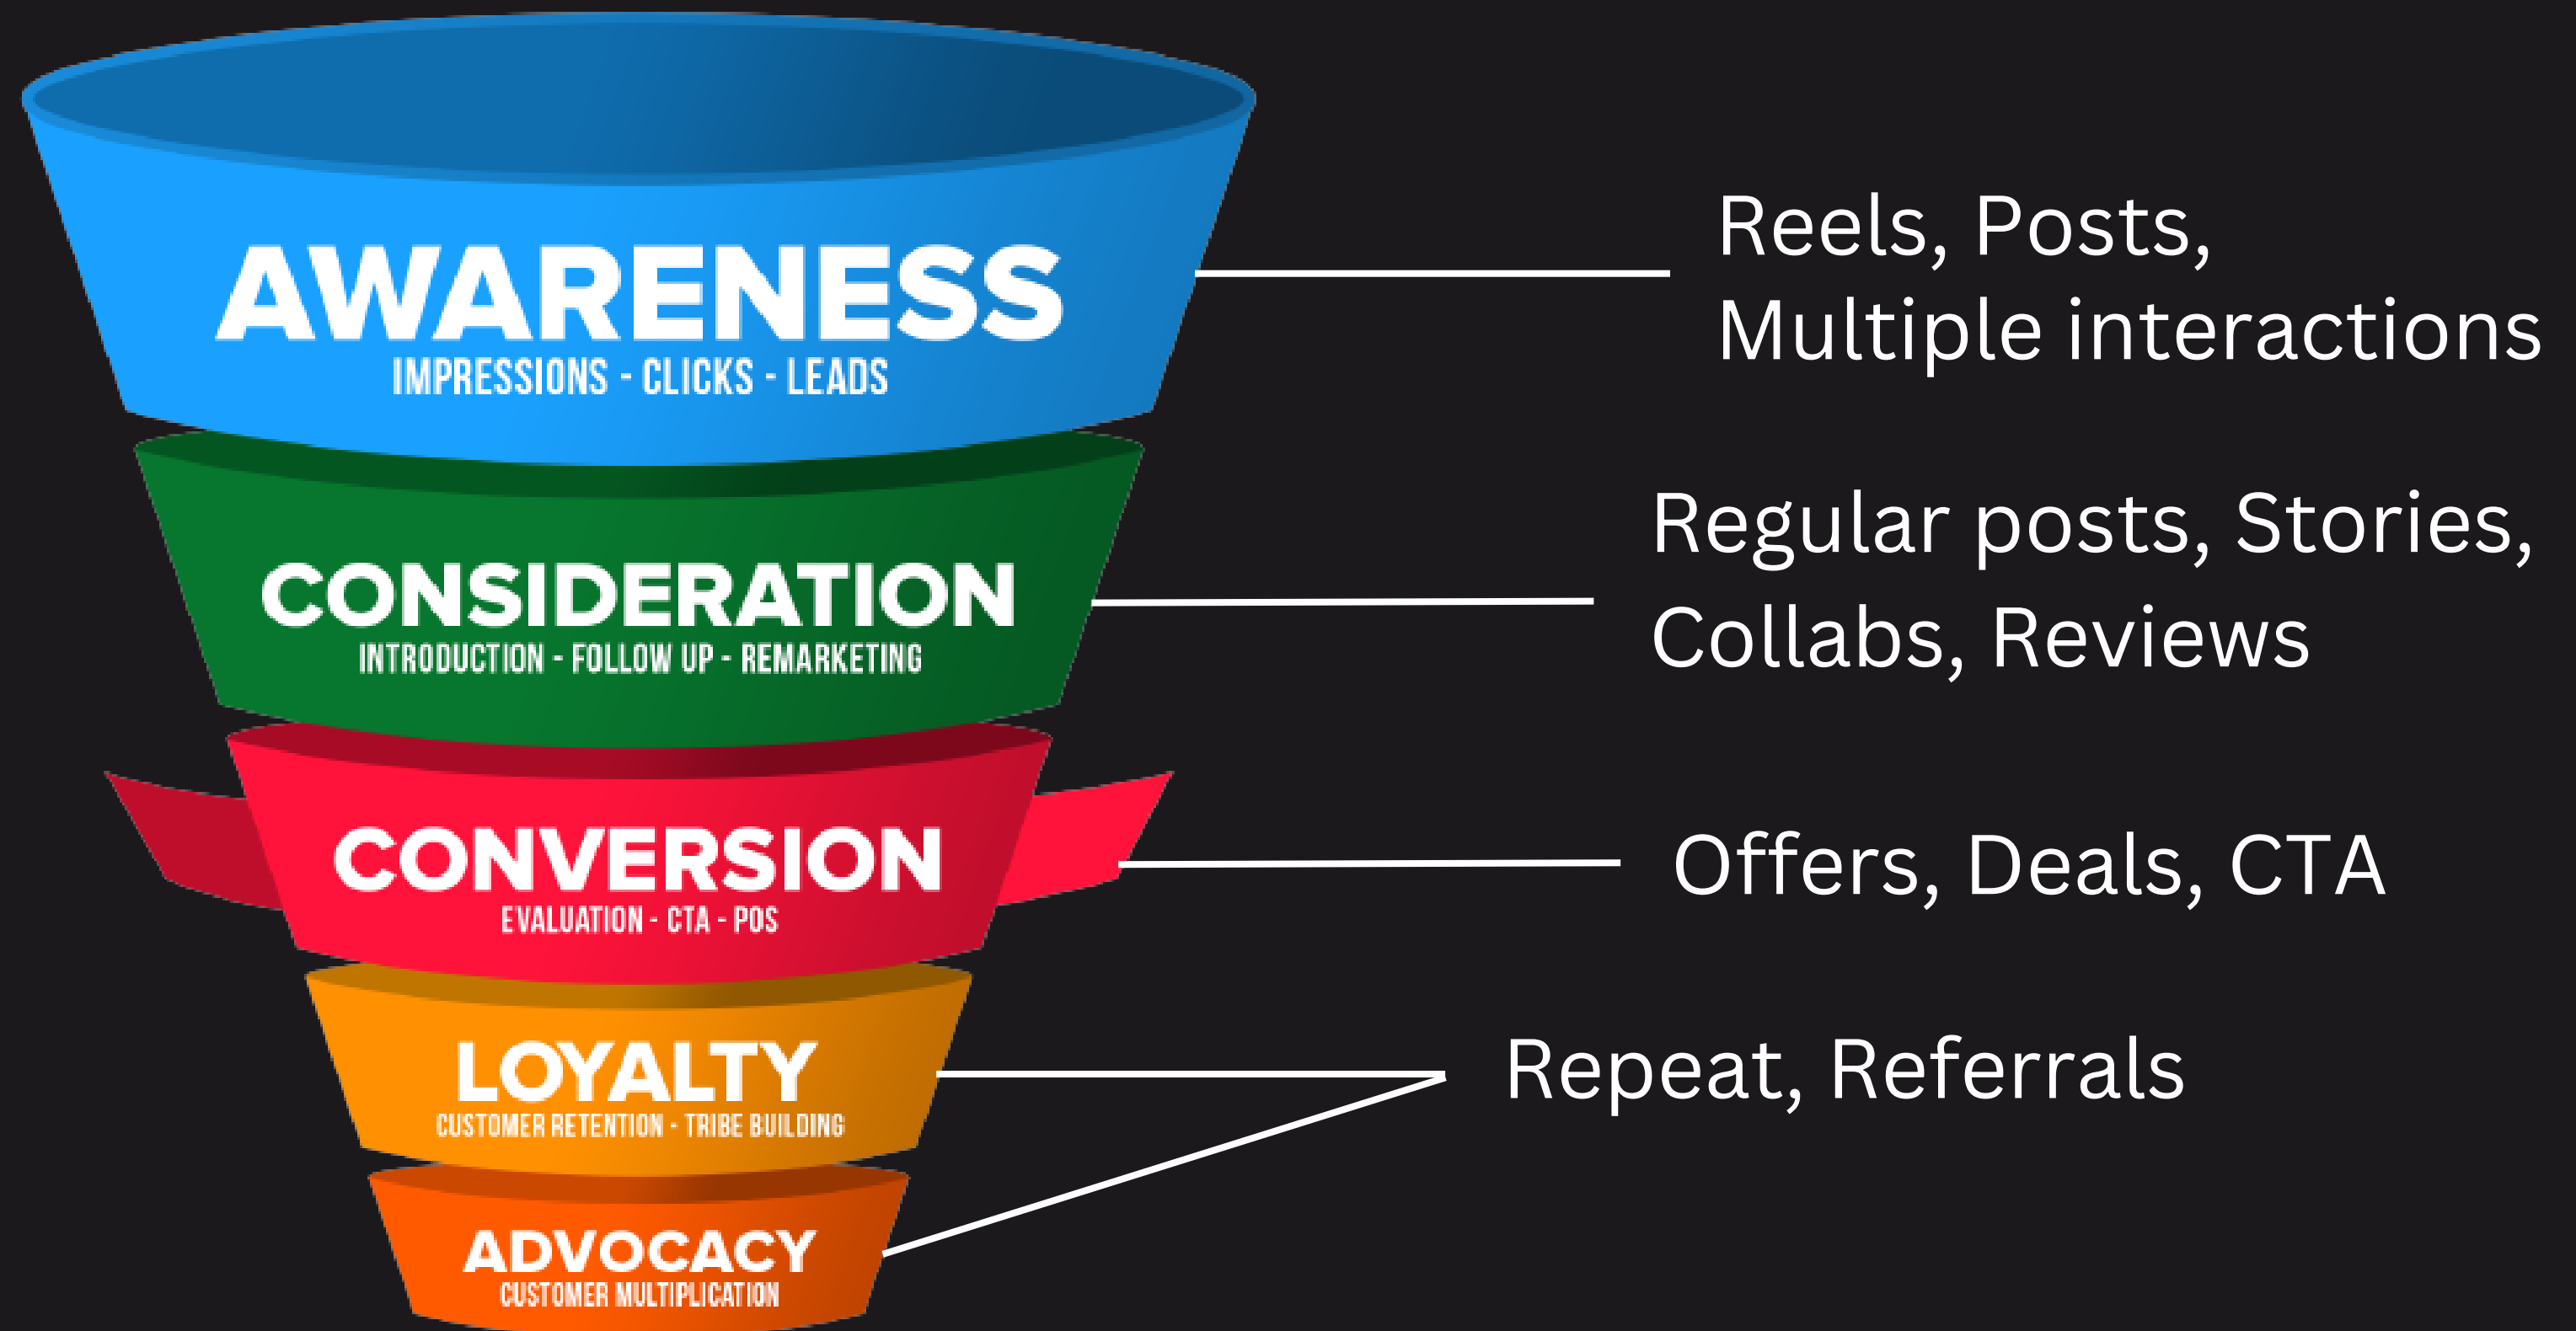 AWARENESS
IMPRESSIONS - CLICKS - LEADS
Reels, Posts,
Multiple interactions
CONSIDERATION
INTRODUCTION - FOLLOW UP - REMARKETING
Regular posts, Stories,
Collabs, Reviews
CONVERSION
EVALUATION - CTA - POS
Offers, Deals, CTA
LOYALTY
CUSTOMER RETENTION - TRIBE BUILDING
Repeat, Referrals
ADVOCACY
CUSTOMER MULTIPLICATION